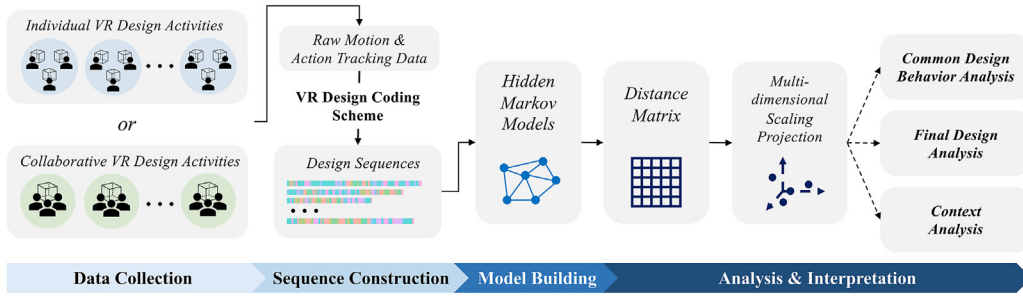 Individual VR Design Activities
or
Collaborative VR Design Activities
Raw Motion &
Action Tracking Data
VR Design Coding
Scheme
Design Sequences
Hidden
Markov
Models
Distance
Matrix
Multi-
dimensional
Scaling
Projection
Common Design
Behavior Analysis
Final Design
Analysis
Context
Analysis
Data Collection
Sequence Construction
Model Building
Analysis & Interpretation